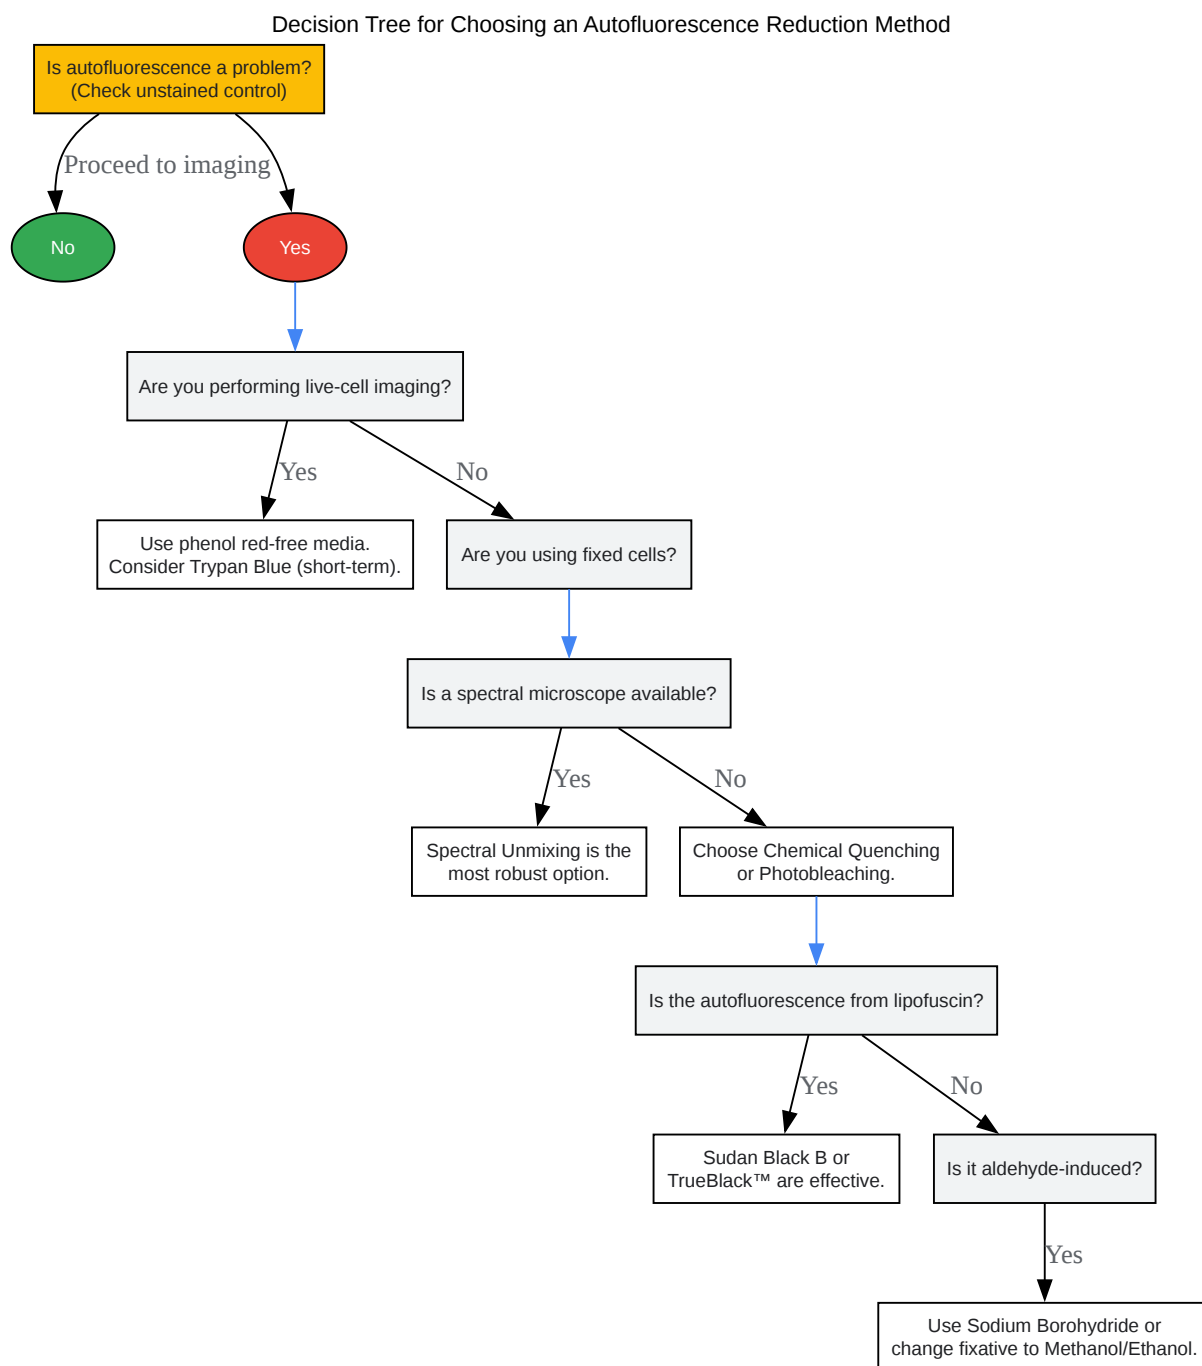 Decision Tree for Choosing an Autofluorescence Reduction Method
Is autofluorescence a problem?
(Check unstained control)
Proceed to imaging
No
Yes
Are you performing live-cell imaging?
Yes
No
Use phenol red-free media.
Consider Trypan Blue (short-term).
Are you using fixed cells?
Is a spectral microscope available?
Yes
No
Spectral Unmixing is the
most robust option.
Choose Chemical Quenching
or Photobleaching.
Is the autofluorescence from lipofuscin?
Yes
No
Sudan Black B or
TrueBlack™ are effective.
Is it aldehyde-induced?
Yes
Use Sodium Borohydride or
change fixative to Methanol/Ethanol.